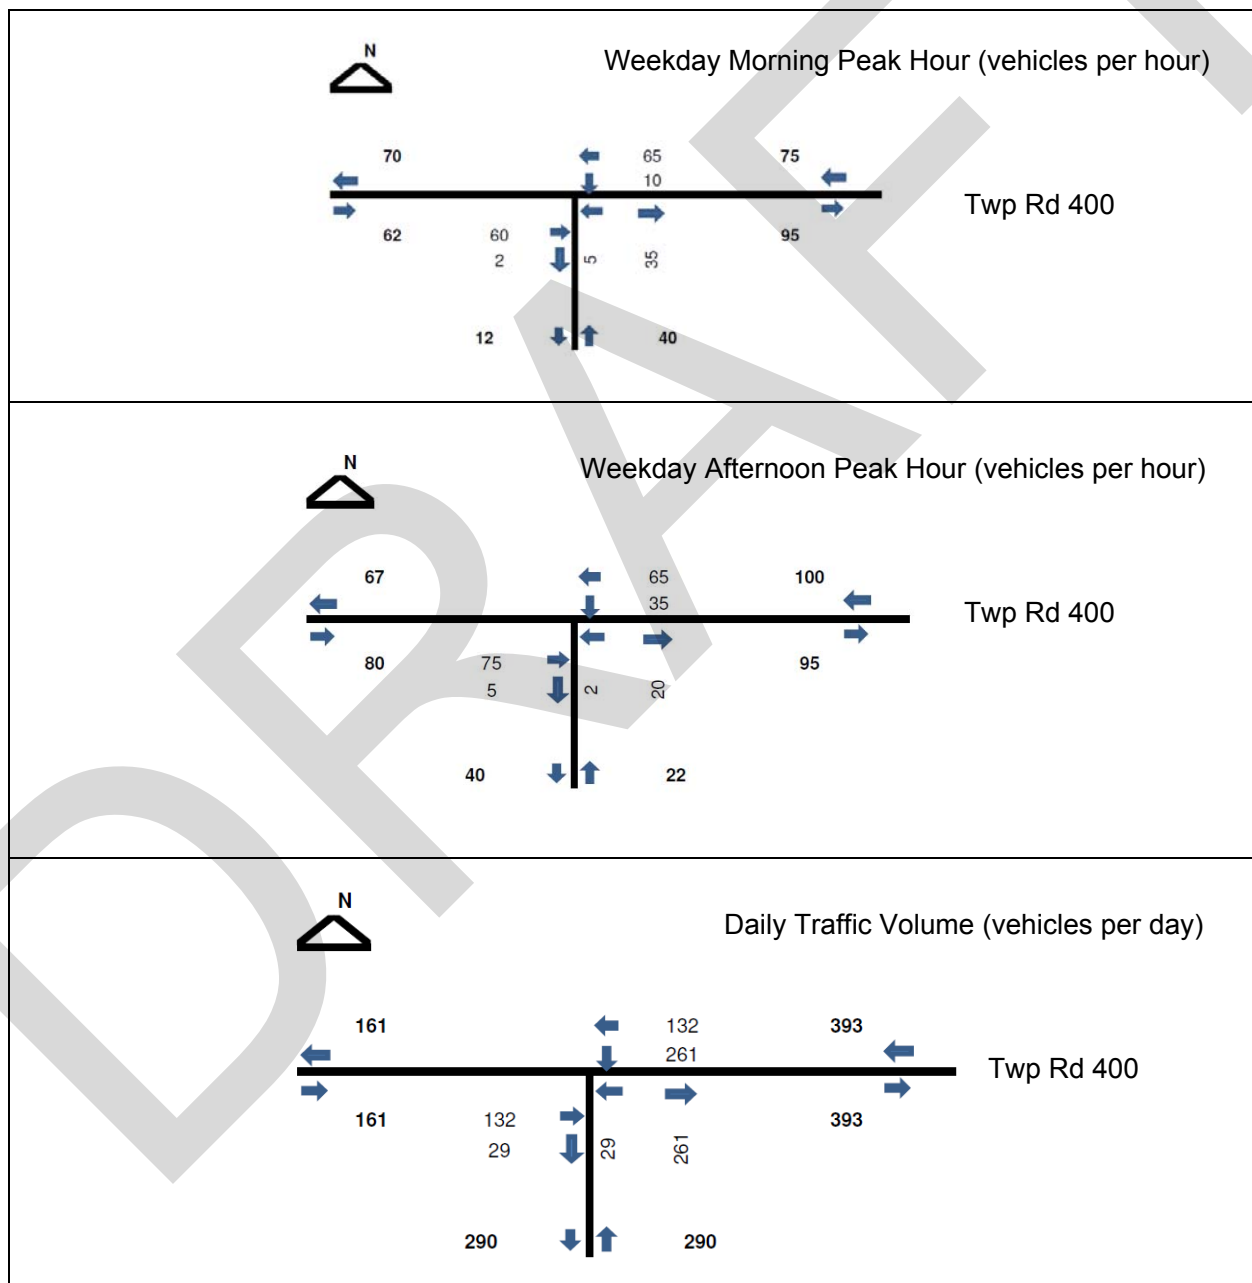 DRAFT
N
Weekday Morning Peak Hour (vehicles per hour)
70 65 75
10
Twp Rd 400
62 60 95
2 5 35
12 40
N
Weekday Afternoon Peak Hour (vehicles per hour)
67 65 100
35
Twp Rd 400
80 75 95
5 2 20
40 22
N
Daily Traffic Volume (vehicles per day)
161 132 393
261
Twp Rd 400
161 132 393
29 29 261
290 290